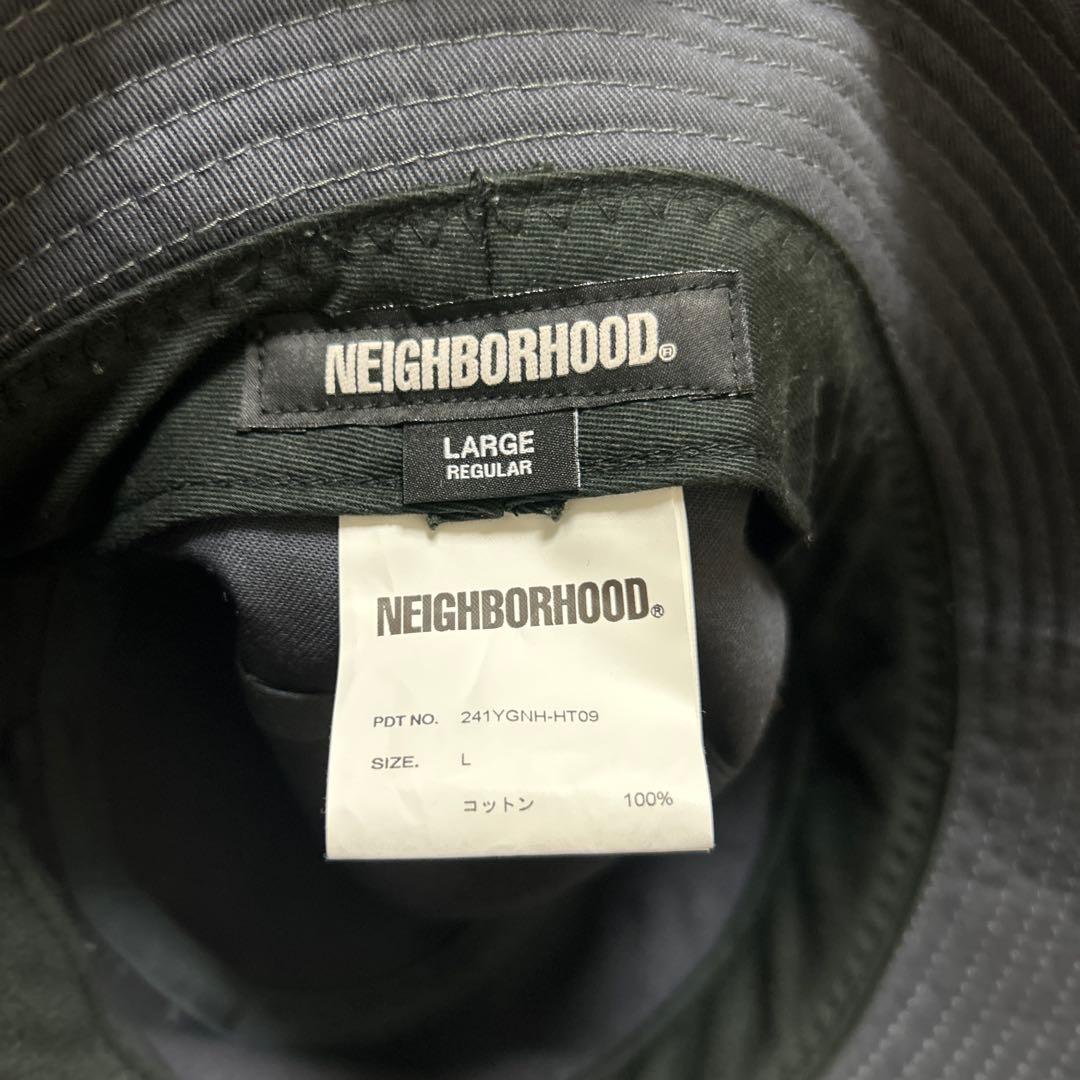 NEIGHBORHOOD®
LARGE
REGULAR
NEIGHBORHOOD®
PDT NO. 241YGNH-HT09
SIZE. L
コットン 100%